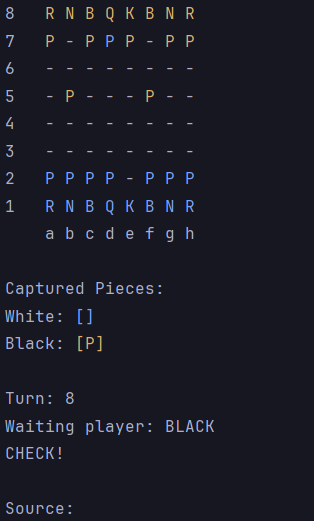 8 R N B Q K B N R
7 P - P P P - P P
6 - - - - - - - -
5 - P - - - P - -
4 - - - - - - - -
3 - - - - - - - -
2 P P P P - P P P
1 R N B Q K B N R
a b c d e f g h
Captured Pieces:
White: []
Black: [P]
Turn: 8
Waiting player: BLACK
CHECK!
Source: